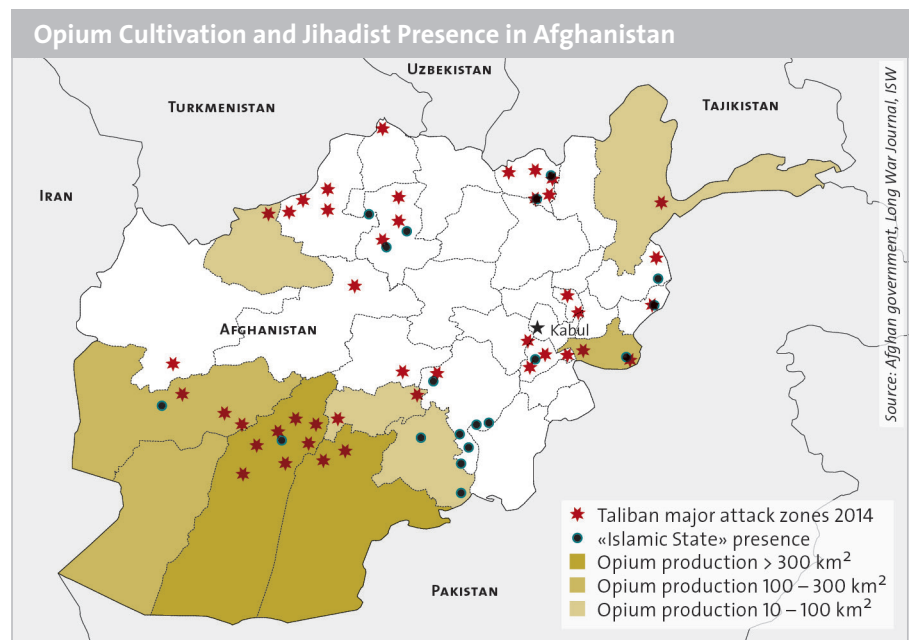 Opium Cultivation and Jihadist Presence in Afghanistan
UZBEKISTAN
TURKMENISTAN
TAJIKISTAN
IRAN
AFGHANISTAN
Kabul
PAKISTAN
Source: Afghan government, Long War Journal, ISW
Taliban major attack zones 2014
«Islamic State» presence
Opium production > 300 km²
Opium production 100 – 300 km²
Opium production 10 – 100 km²